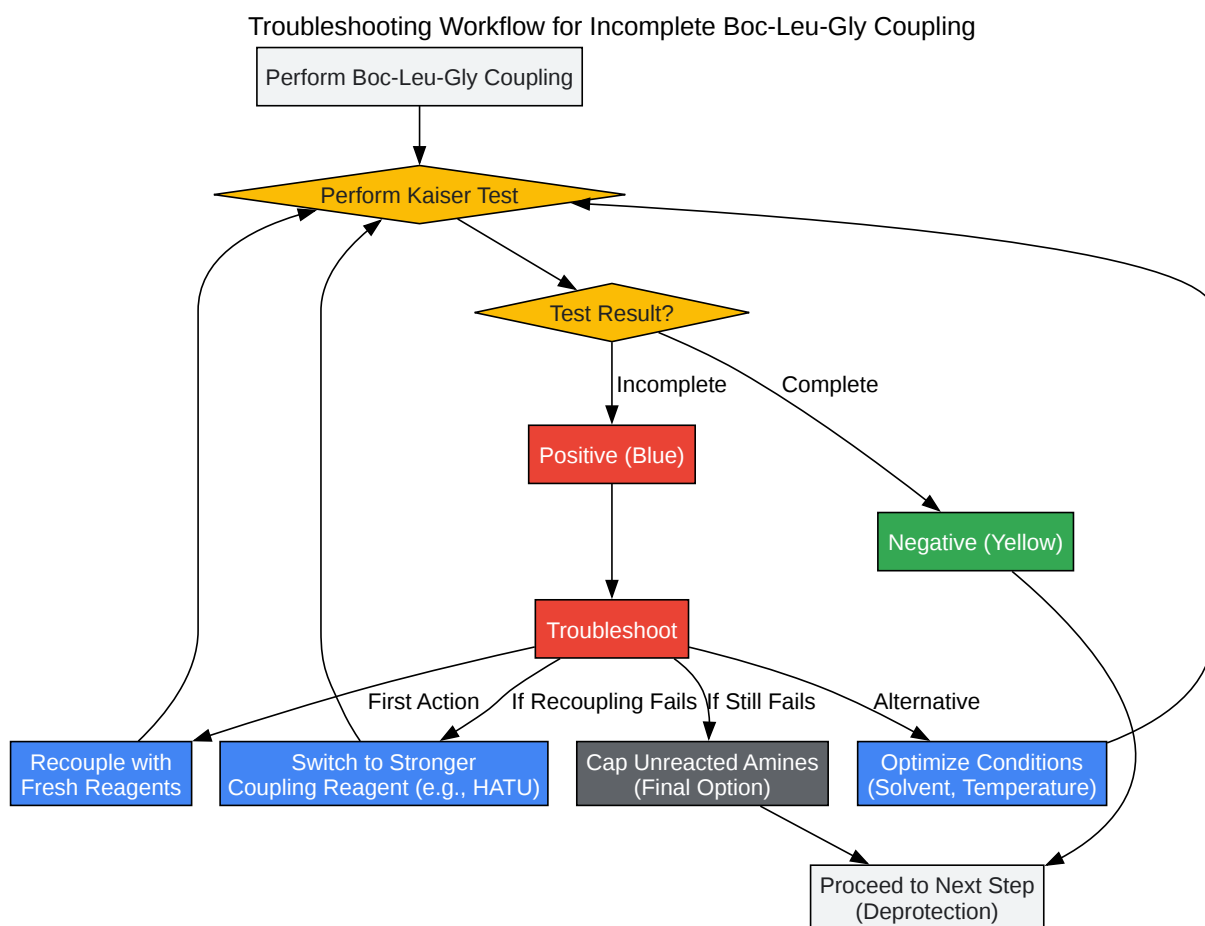 Troubleshooting Workflow for Incomplete Boc-Leu-Gly Coupling
Perform Boc-Leu-Gly Coupling
Perform Kaiser Test
Test Result?
Incomplete
Complete
Positive (Blue)
Negative (Yellow)
Troubleshoot
First Action
If Recoupling Fails
If Still Fails
Alternative
Recouple with
Fresh Reagents
Switch to Stronger
Coupling Reagent (e.g., HATU)
Cap Unreacted Amines
(Final Option)
Optimize Conditions
(Solvent, Temperature)
Proceed to Next Step
(Deprotection)